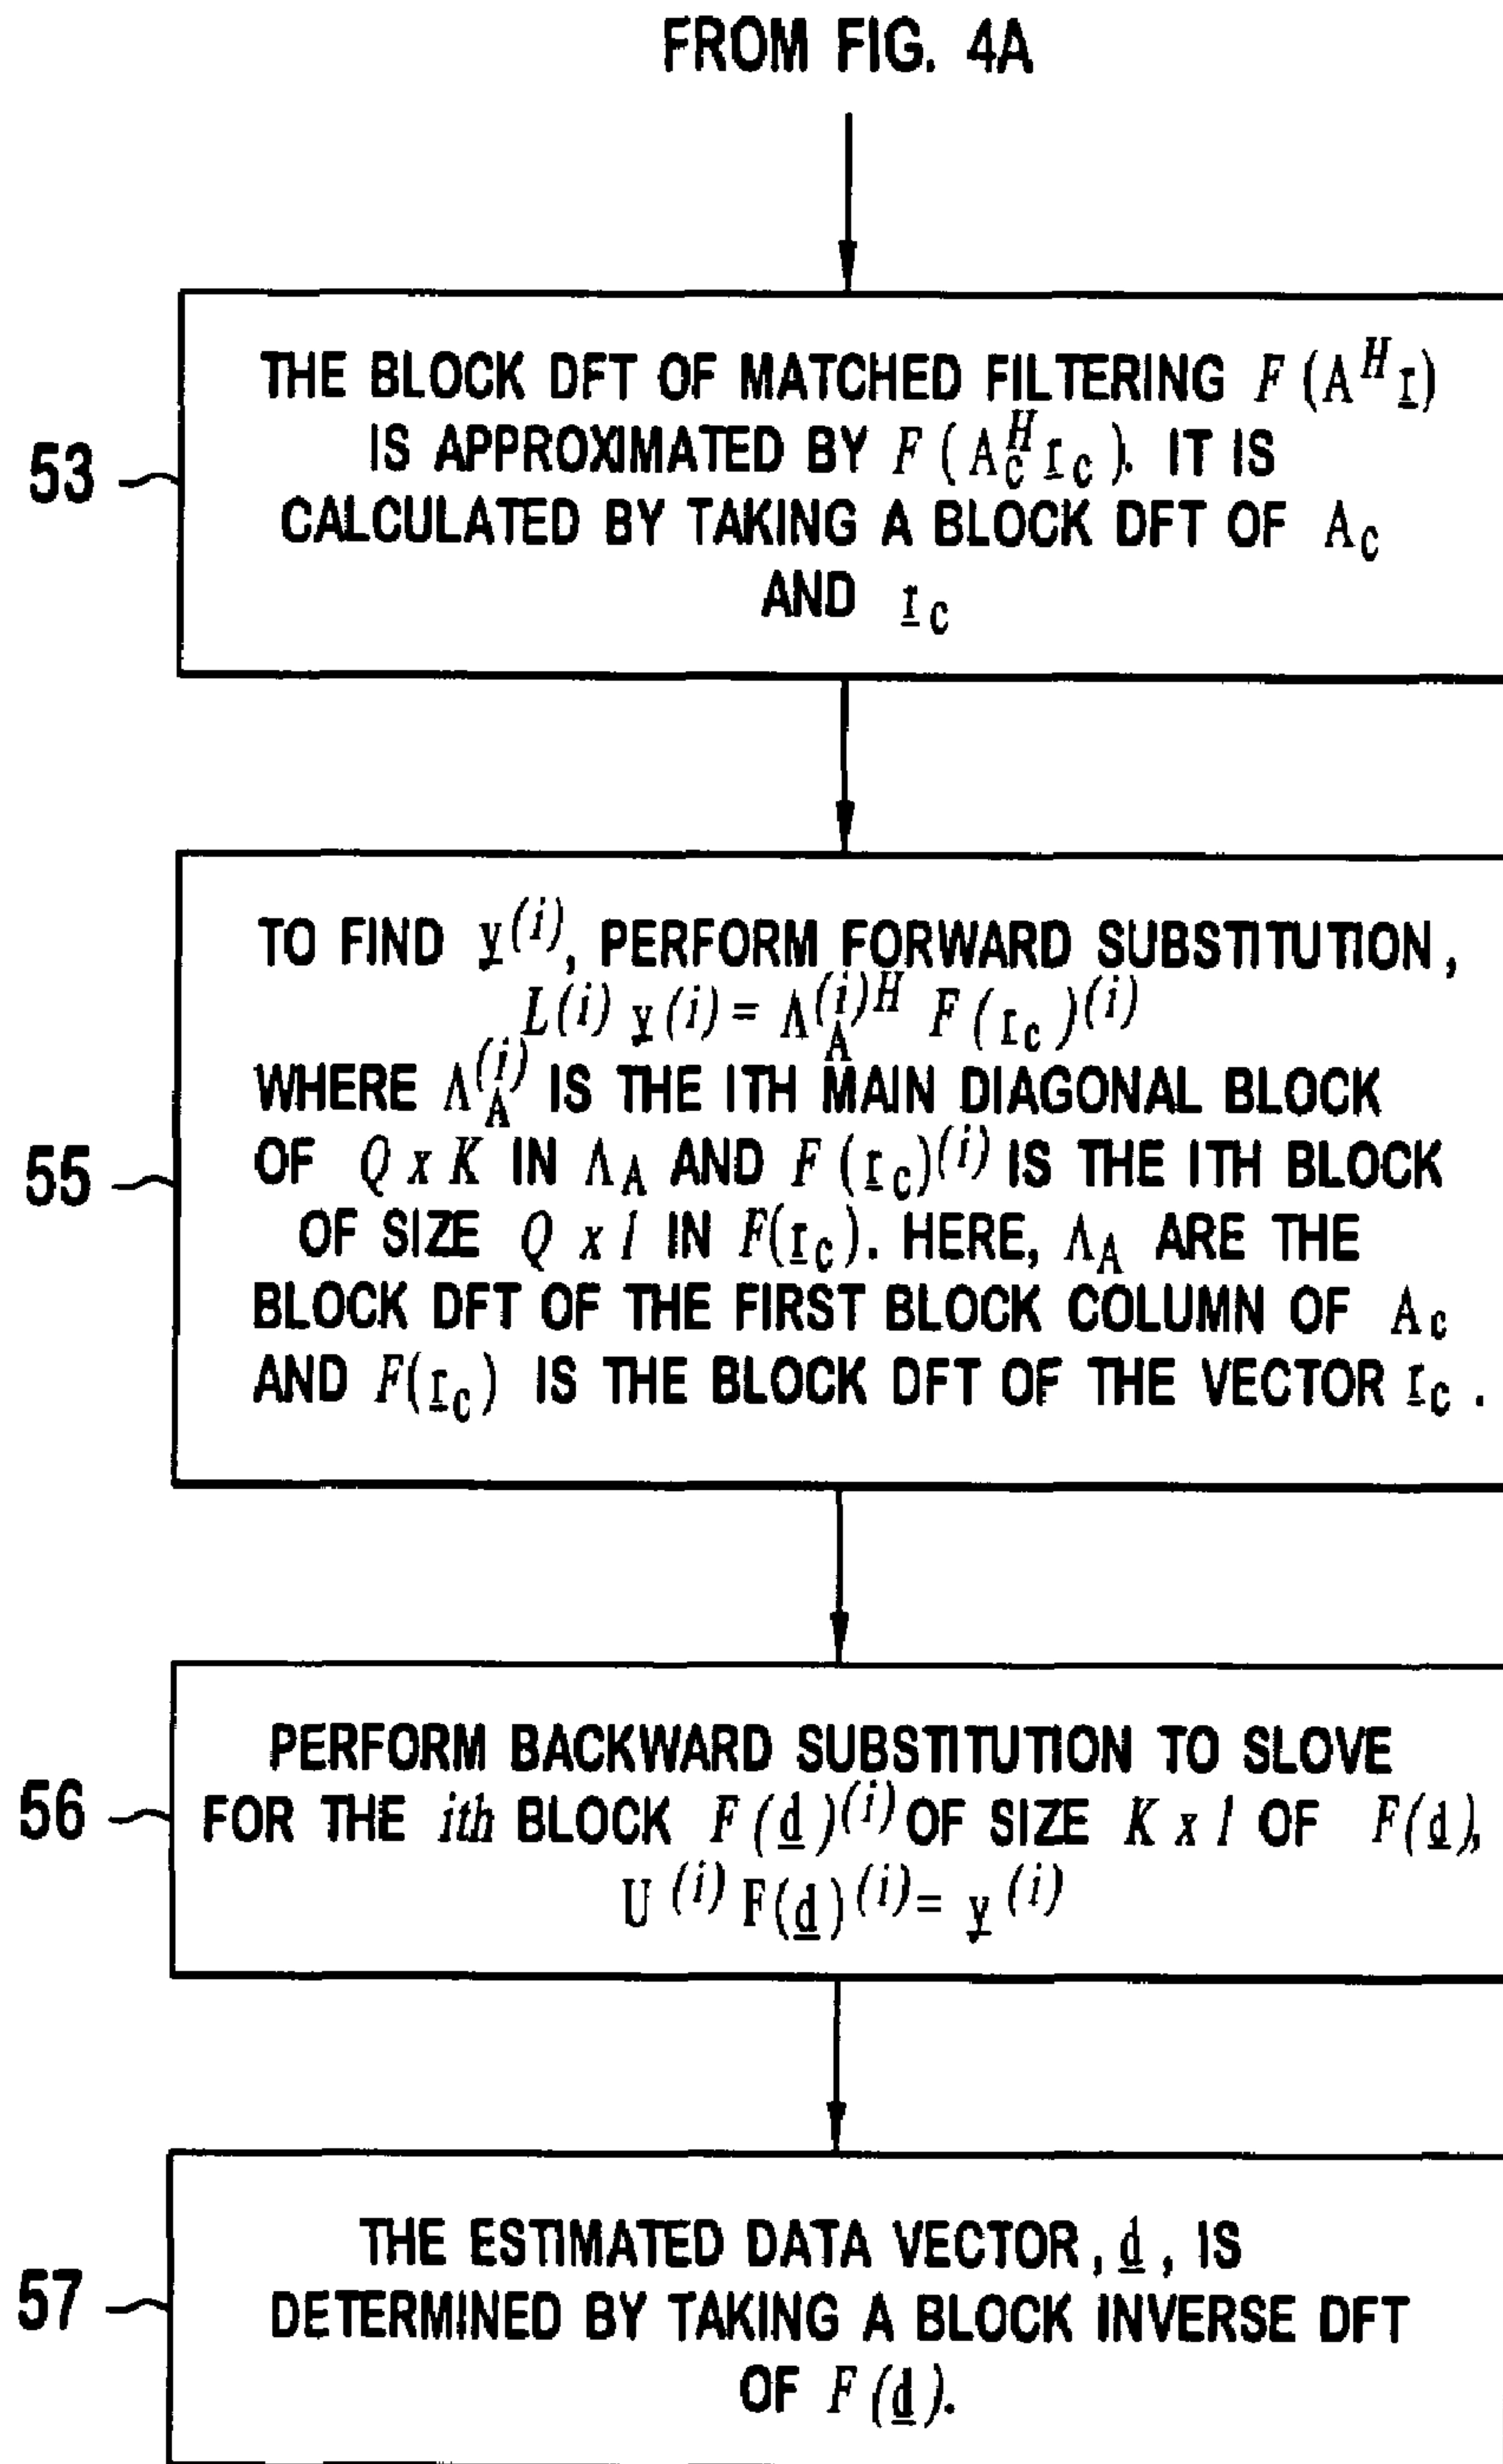 FROM FIG. 4A
53
THE BLOCK DFT OF MATCHED FILTERING F(A^H r)
IS APPROXIMATED BY F(A_C^H r_C). IT IS
CALCULATED BY TAKING A BLOCK DFT OF A_C
AND r_C
55
TO FIND y^(i), PERFORM FORWARD SUBSTITUTION,
L(i) y(i) = Λ_A^(i)H F(r_C)^(i)
WHERE Λ_A^(i) IS THE ITH MAIN DIAGONAL BLOCK
OF Q x K IN Λ_A AND F(r_C)^(i) IS THE ITH BLOCK
OF SIZE Q x 1 IN F(r_C). HERE, Λ_A ARE THE
BLOCK DFT OF THE FIRST BLOCK COLUMN OF A_C
AND F(r_C) IS THE BLOCK DFT OF THE VECTOR r_C.
56
PERFORM BACKWARD SUBSTITUTION TO SLOVE
FOR THE ith BLOCK F(d)^(i) OF SIZE K x 1 OF F(d),
U^(i) F(d)^(i) = y^(i)
57
THE ESTIMATED DATA VECTOR, d, IS
DETERMINED BY TAKING A BLOCK INVERSE DFT
OF F(d).